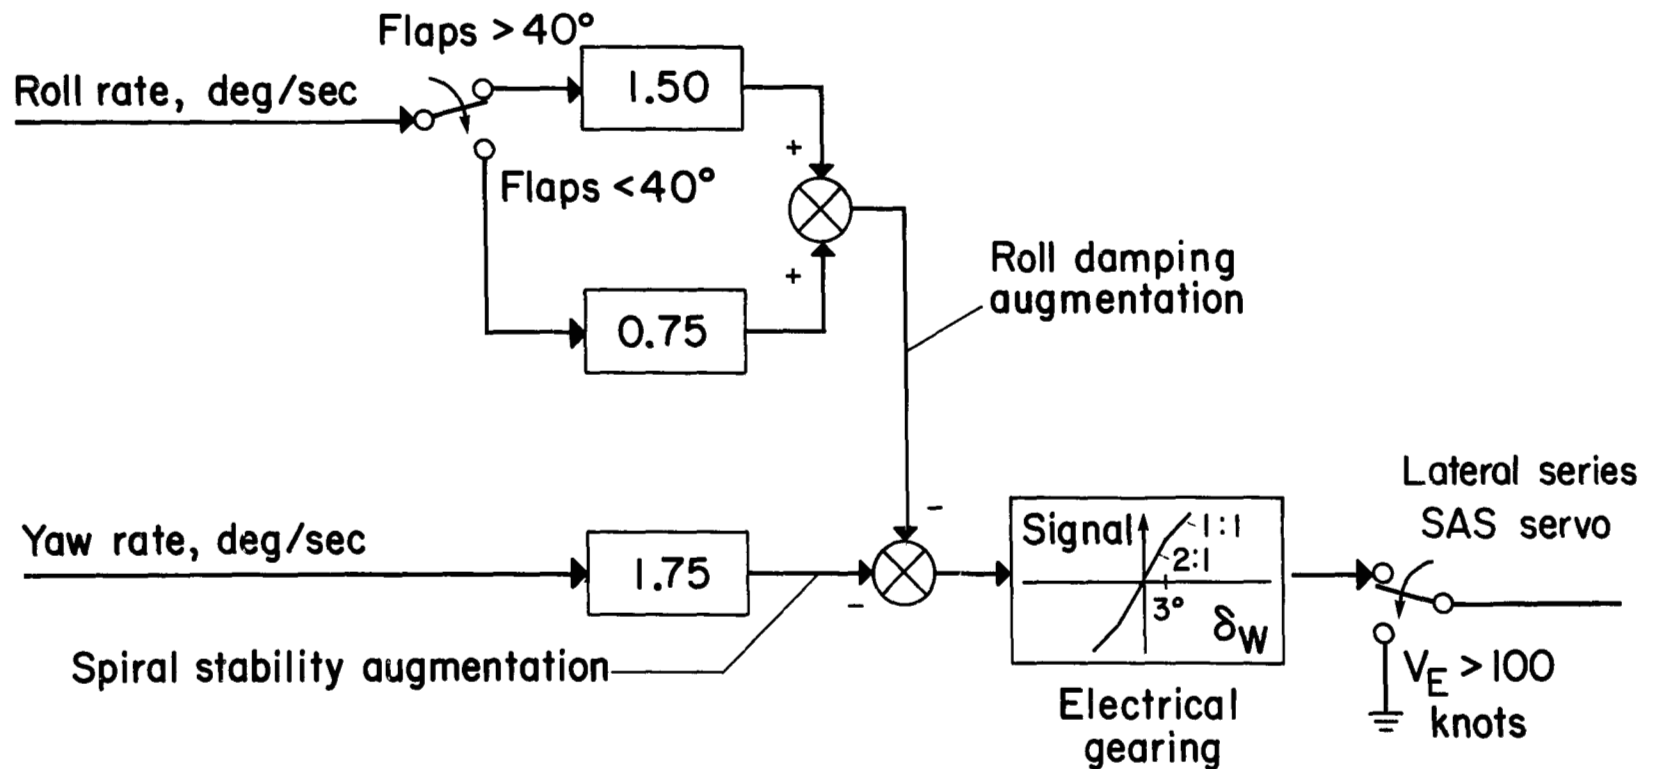 Flaps > 40°
Roll rate, deg/sec
1.50
+
Flaps < 40°
+
0.75
Roll damping
augmentation
-
Yaw rate, deg/sec
1.75
-
Spiral stability augmentation
Signal
1:1
2:1
3°
δW
Electrical
gearing
Lateral series
SAS servo
VE > 100
knots